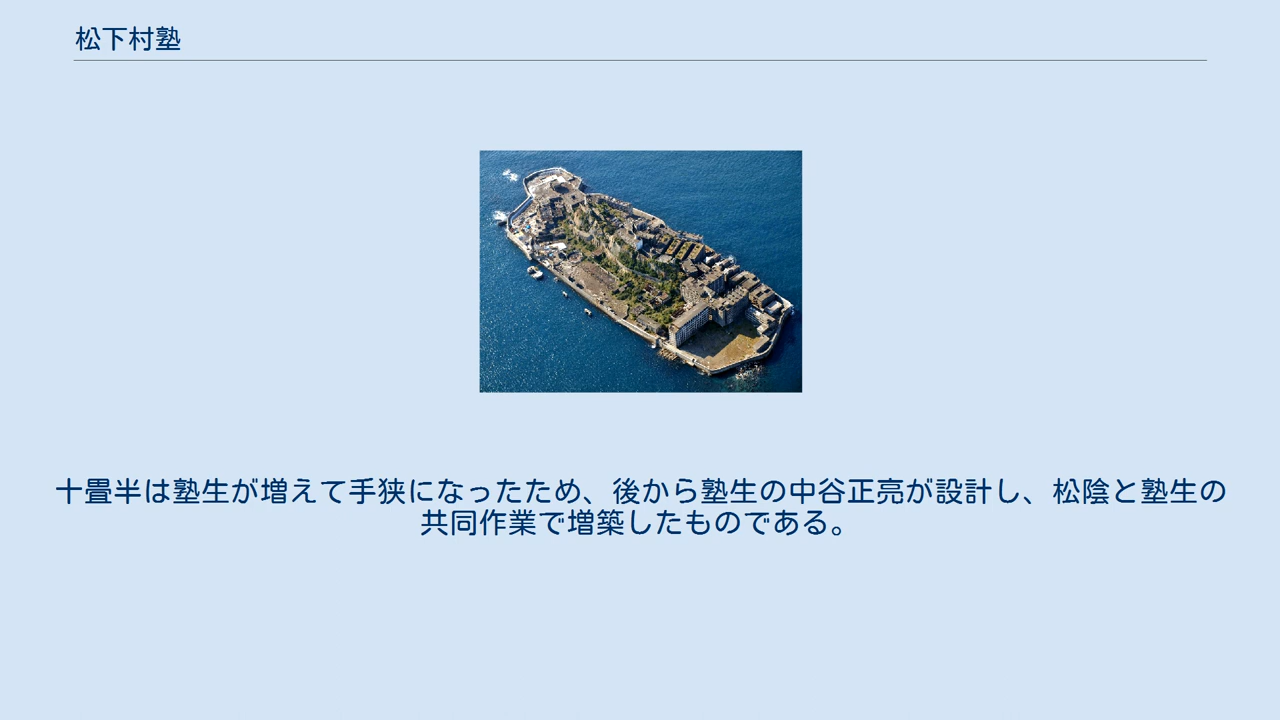 松下村塾
十畳半は塾生が増えて手狭になったため、後から塾生の中谷正亮が設計し、松陰と塾生の
共同作業で増築したものである。